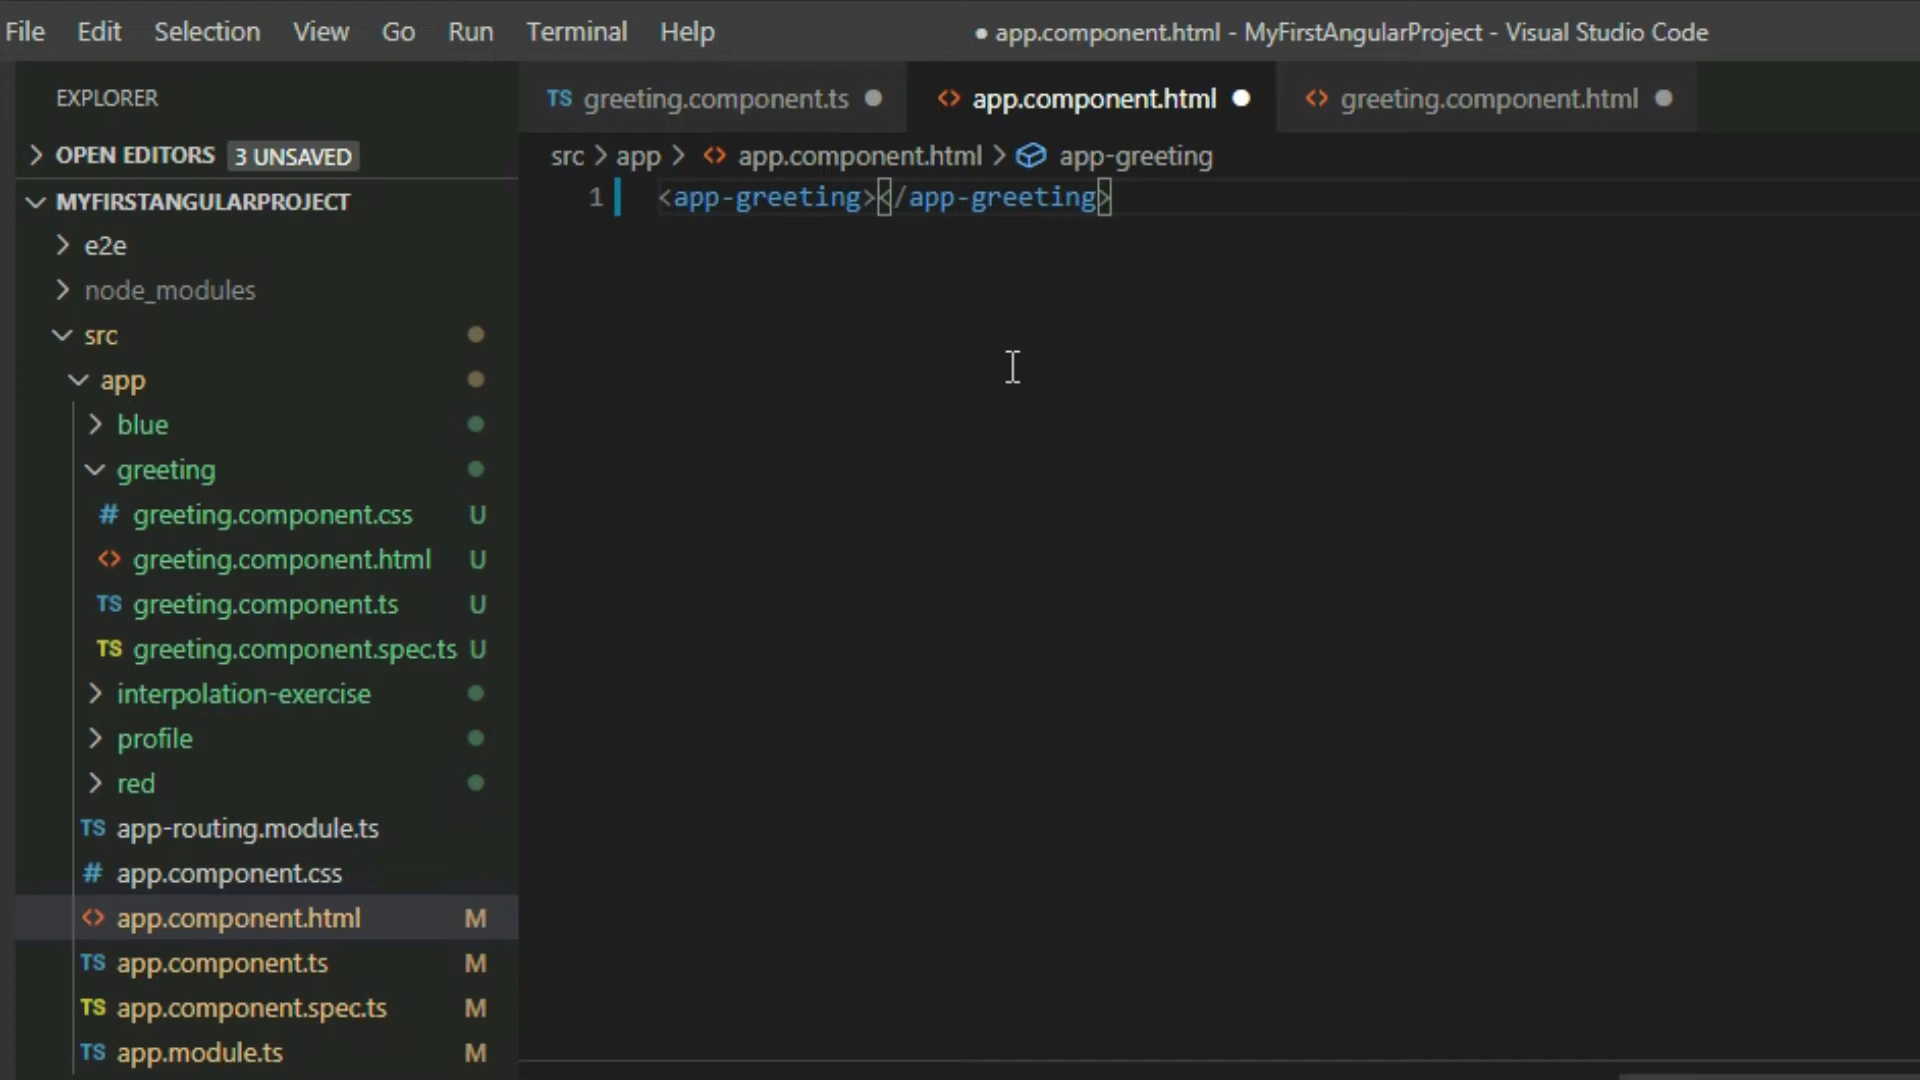 File Edit Selection View Go Run Terminal Help
● app.component.html - MyFirstAngularProject - Visual Studio Code
EXPLORER
OPEN EDITORS 3 UNSAVED
MYFIRSTANGULARPROJECT
e2e
node_modules
src
app
blue
greeting
# greeting.component.css U
<> greeting.component.html U
TS greeting.component.ts U
TS greeting.component.spec.ts U
interpolation-exercise
profile
red
TS app-routing.module.ts
# app.component.css
<> app.component.html M
TS app.component.ts M
TS app.component.spec.ts M
TS app.module.ts M
TS greeting.component.ts ● <> app.component.html ● <> greeting.component.html ●
src > app > <> app.component.html > app-greeting
1 <app-greeting></app-greeting>